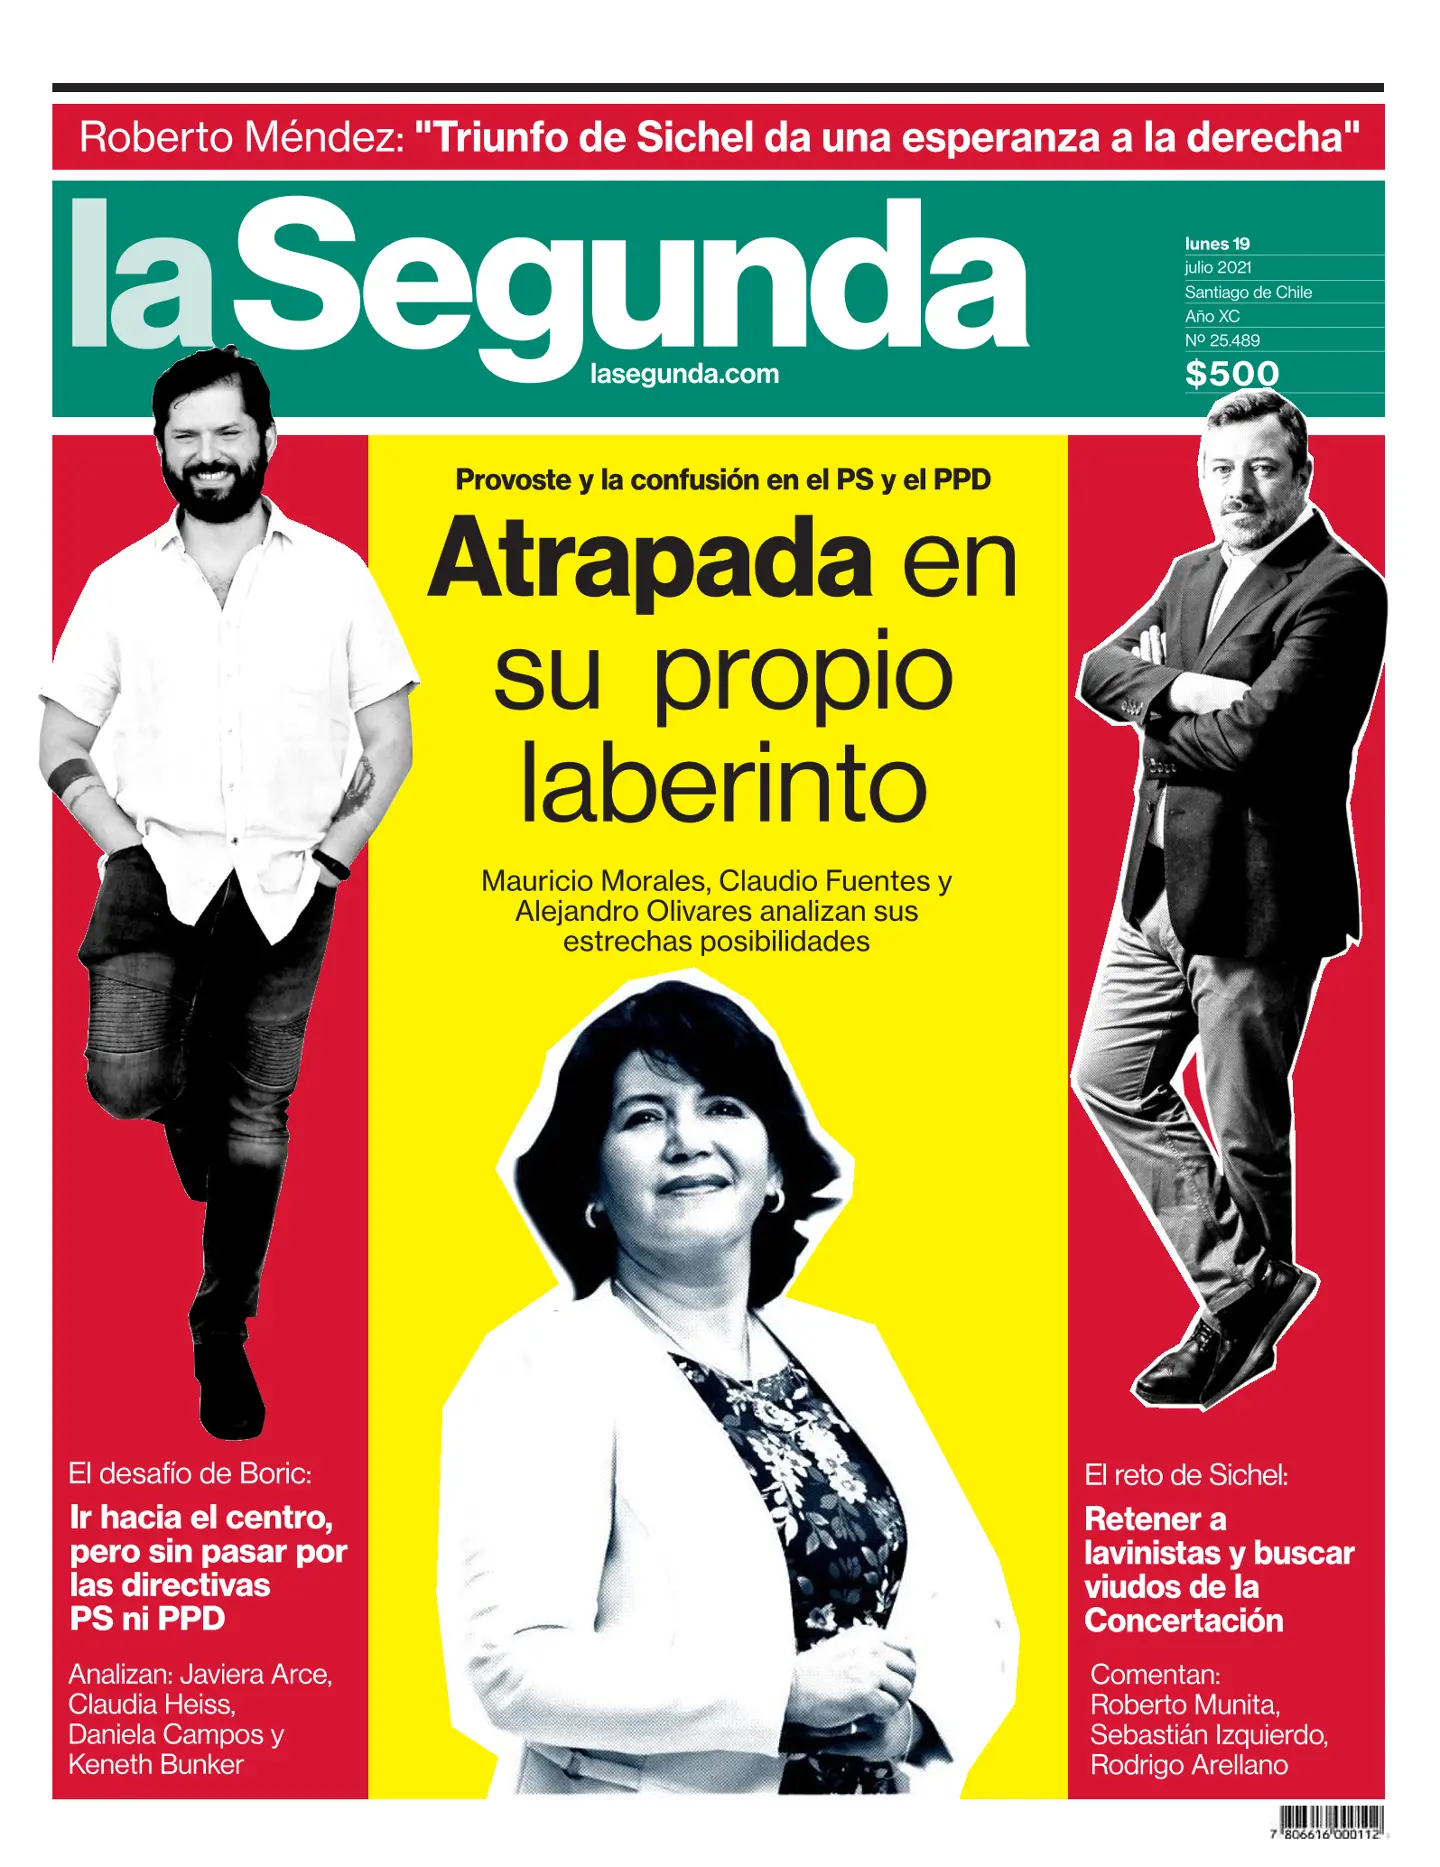 Roberto Méndez: "Triunfo de Sichel da una esperanza a la derecha"
la Segunda
lasegunda.com
lunes 19
julio 2021
Santiago de Chile
Año XC
Nº 25.489
$500
Provoste y la confusión en el PS y el PPD
Atrapada en
su propio
laberinto
Mauricio Morales, Claudio Fuentes y
Alejandro Olivares analizan sus
estrechas posibilidades
El desafío de Boric:
Ir hacia el centro,
pero sin pasar por
las directivas
PS ni PPD
Analizan: Javiera Arce,
Claudia Heiss,
Daniela Campos y
Keneth Bunker
El reto de Sichel:
Retener a
lavinistas y buscar
viudos de la
Concertación
Comentan:
Roberto Munita,
Sebastián Izquierdo,
Rodrigo Arellano
7 806616 000112